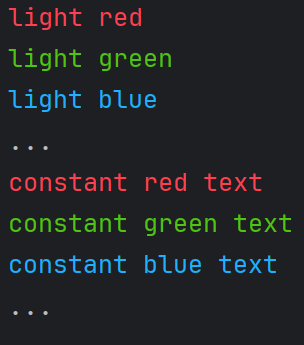 light red
light green
light blue
...
constant red text
constant green text
constant blue text
...